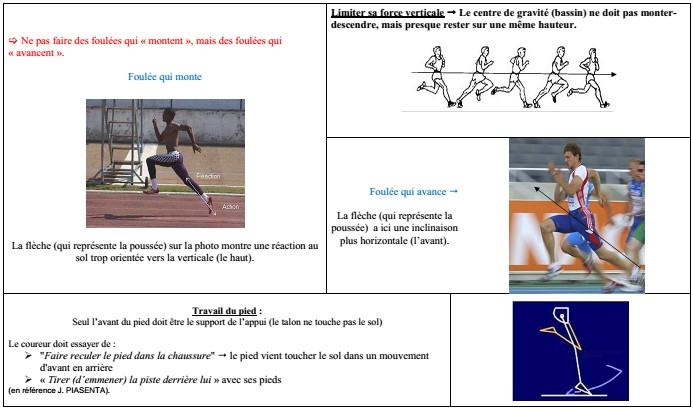 ⇨ Ne pas faire des foulées qui « montent », mais des foulées qui
« avancent ».
Foulée qui monte
Réaction
Action
La flèche (qui représente la poussée) sur la photo montre une réaction au
sol trop orientée vers la verticale (le haut).
Limiter sa force verticale → Le centre de gravité (bassin) ne doit pas monter-
descendre, mais presque rester sur une même hauteur.
Foulée qui avance →
La flèche (qui représente la
poussée) a ici une inclinaison
plus horizontale (l'avant).
Travail du pied :
Seul l'avant du pied doit être le support de l'appui (le talon ne touche pas le sol)
Le coureur doit essayer de :
➢ "Faire reculer le pied dans la chaussure" → le pied vient toucher le sol dans un mouvement
d'avant en arrière
➢ « Tirer (d'emmener) la piste derrière lui » avec ses pieds
(en référence J. PIASENTA).